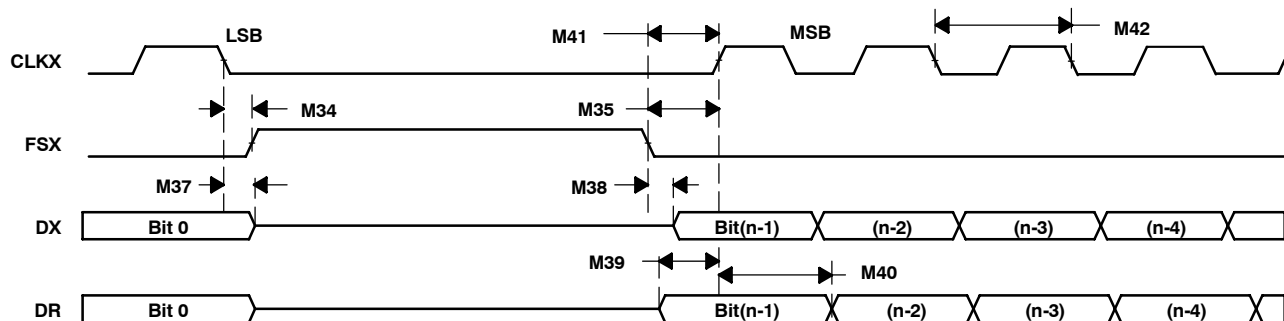 LSB M41 MSB M42
CLKX
M34 M35
FSX
M37 M38
DX Bit 0 Bit(n-1) (n-2) (n-3) (n-4)
M39 M40
DR Bit 0 Bit(n-1) (n-2) (n-3) (n-4)